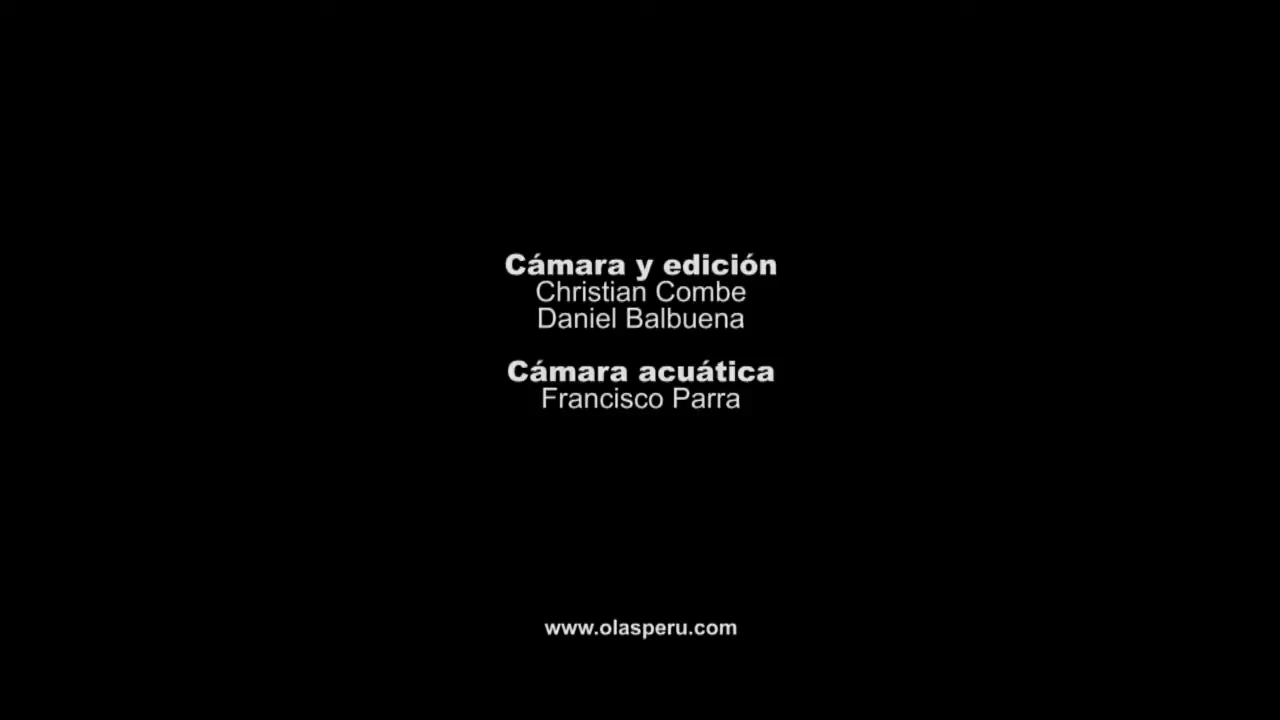 Cámara y edición
Christian Combe
Daniel Balbuena
Cámara acuática
Francisco Parra
www.olasperu.com